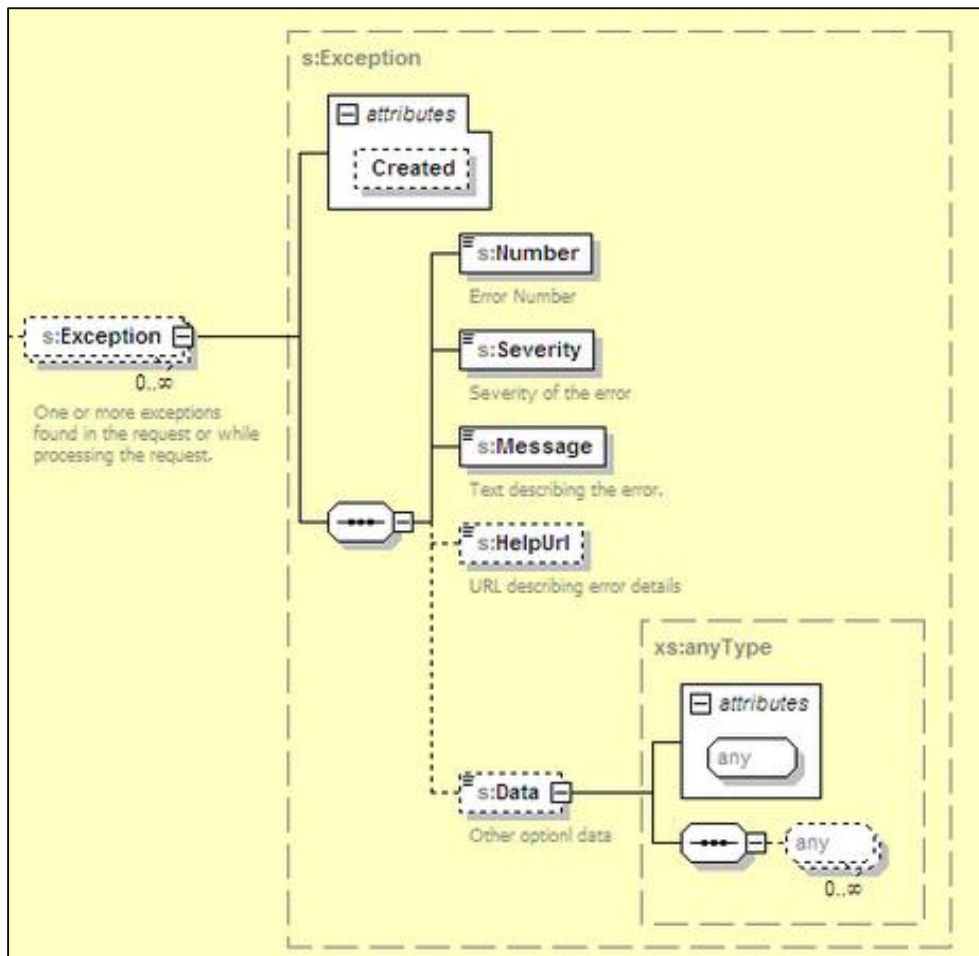 s:Exception
attributes
Created
s:Number
Error Number
s:Exception
0..∞
One or more exceptions
found in the request or while
processing the request.
s:Severity
Severity of the error
s:Message
Text describing the error.
s:HelpUrl
URL describing error details
xs:anyType
attributes
any
s:Data
Other optionl data
any
0..∞